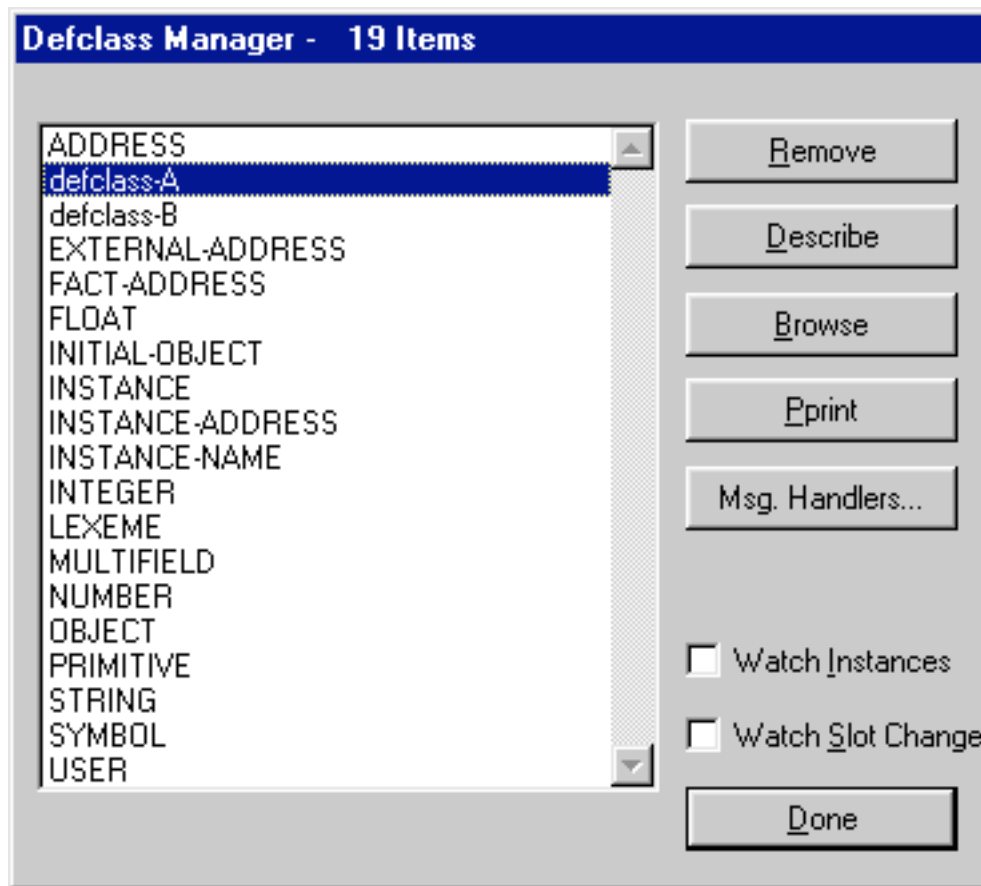 Defclass Manager -   19 Items
ADDRESS
defclass-A
defclass-B
EXTERNAL-ADDRESS
FACT-ADDRESS
FLOAT
INITIAL-OBJECT
INSTANCE
INSTANCE-ADDRESS
INSTANCE-NAME
INTEGER
LEXEME
MULTIFIELD
NUMBER
OBJECT
PRIMITIVE
STRING
SYMBOL
USER
Remove
Describe
Browse
Pprint
Msg. Handlers...
Watch Instances
Watch Slot Change
Done